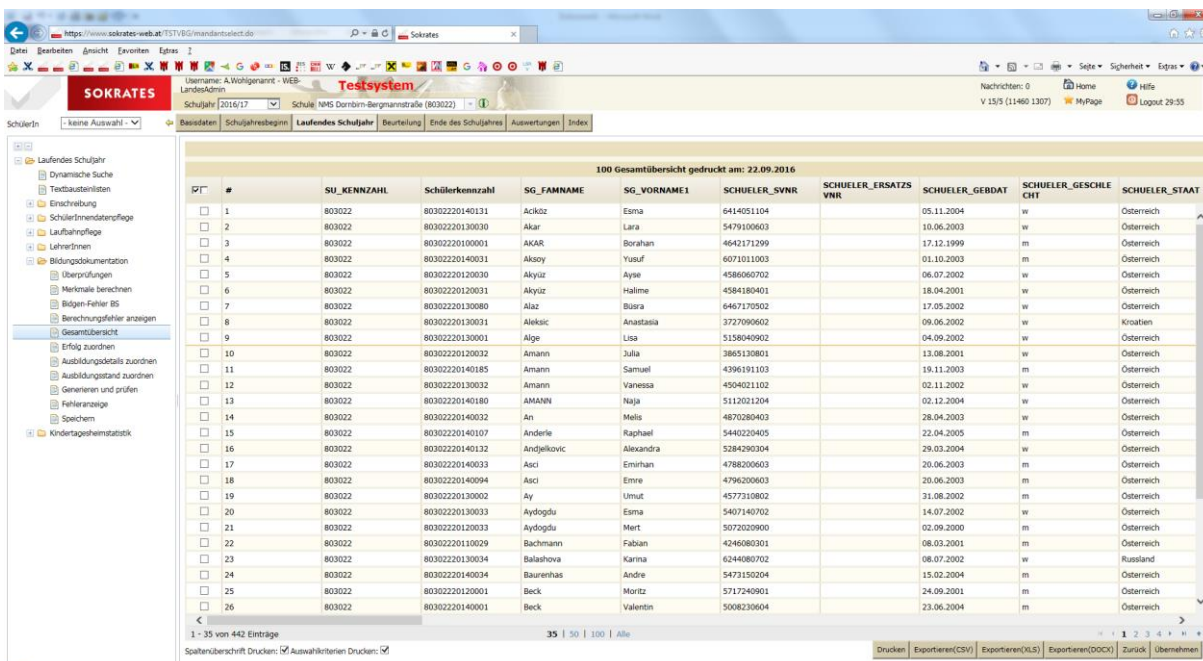 https://www.sokrates-web.at/TSTVBG/mandantselect.do
Sokrates
Datei Bearbeiten Ansicht Favoriten Extras ?
Seite Sicherheit Extras
SOKRATES
Username: A.Wohlgenannt - WEB-LandesAdmin
Testsystem
Nachrichten: 0 Home Hilfe
V 15/5 (11460 1307) MyPage Logout 29:55
Schuljahr 2016/17 Schule NMS Dornbirn-Bergmannstraße (803022)
SchülerIn - keine Auswahl -
Basisdaten Schuljahresbeginn Laufendes Schuljahr Beurteilung Ende des Schuljahres Auswertungen Index
Laufendes Schuljahr
Dynamische Suche
Textbausteinlisten
Einschreibung
SchülerInnendatenpflege
Laufbahnpflege
LehrerInnen
Bildungsdokumentation
Überprüfungen
Merkmale berechnen
Bidgen-Fehler BS
Berechnungsfehler anzeigen
Gesamtübersicht
Erfolg zuordnen
Ausbildungsdetails zuordnen
Ausbildungsstand zuordnen
Generieren und prüfen
Fehleranzeige
Speichern
Kindertagesheimstatistik
100 Gesamtübersicht gedruckt am: 22.09.2016
# SU_KENNZAHL Schülerkennzahl SG_FAMNAME SG_VORNAME1 SCHUELER_SVNR SCHUELER_ERSATZSVNR SCHUELER_GEBDAT SCHUELER_GESCHLECHT SCHUELER_STAAT
1 803022 80302220140131 Aciköz Esma 6414051104 05.11.2004 w Österreich
2 803022 80302220130030 Akar Lara 5479100603 10.06.2003 w Österreich
3 803022 80302220100001 AKAR Borahan 4642171299 17.12.1999 m Österreich
4 803022 80302220140031 Aksoy Yusuf 6071011003 01.10.2003 m Österreich
5 803022 80302220120030 Akyüz Ayse 4586060702 06.07.2002 w Österreich
6 803022 80302220120031 Akyüz Halime 4584180401 18.04.2001 w Österreich
7 803022 80302220130080 Alaz Büsra 6467170502 17.05.2002 w Österreich
8 803022 80302220130031 Aleksic Anastasia 3727090602 09.06.2002 w Kroatien
9 803022 80302220130001 Alge Lisa 5158040902 04.09.2002 w Österreich
10 803022 80302220120032 Amann Julia 3865130801 13.08.2001 w Österreich
11 803022 80302220140185 Amann Samuel 4396191103 19.11.2003 m Österreich
12 803022 80302220130032 Amann Vanessa 4504021102 02.11.2002 w Österreich
13 803022 80302220140180 AMANN Naja 5112021204 02.12.2004 w Österreich
14 803022 80302220140032 An Melis 4870280403 28.04.2003 w Österreich
15 803022 80302220140107 Anderle Raphael 5440220405 22.04.2005 m Österreich
16 803022 80302220140132 Andjelkovic Alexandra 5284290304 29.03.2004 w Österreich
17 803022 80302220140033 Asci Emirhan 4788200603 20.06.2003 m Österreich
18 803022 80302220140094 Asci Emre 4796200603 20.06.2003 m Österreich
19 803022 80302220130002 Ay Umut 4577310802 31.08.2002 m Österreich
20 803022 80302220130033 Aydogdu Esma 5407140702 14.07.2002 w Österreich
21 803022 80302220120033 Aydogdu Mert 5072020900 02.09.2000 m Österreich
22 803022 80302220110029 Bachmann Fabian 4246080301 08.03.2001 m Österreich
23 803022 80302220130034 Balashova Karina 6244080702 08.07.2002 w Russland
24 803022 80302220140034 Baurenhas Andre 5473150204 15.02.2004 m Österreich
25 803022 80302220120001 Beck Moritz 5717240901 24.09.2001 m Österreich
26 803022 80302220140001 Beck Valentin 5008230604 23.06.2004 m Österreich
1 - 35 von 442 Einträge 35 | 50 | 100 | Alle 1 2 3 4
Spaltenüberschrift Drucken: Auswahlkriterien Drucken: Drucken Exportieren(CSV) Exportieren(XLS) Exportieren(DOCX) Zurück Übernehmen